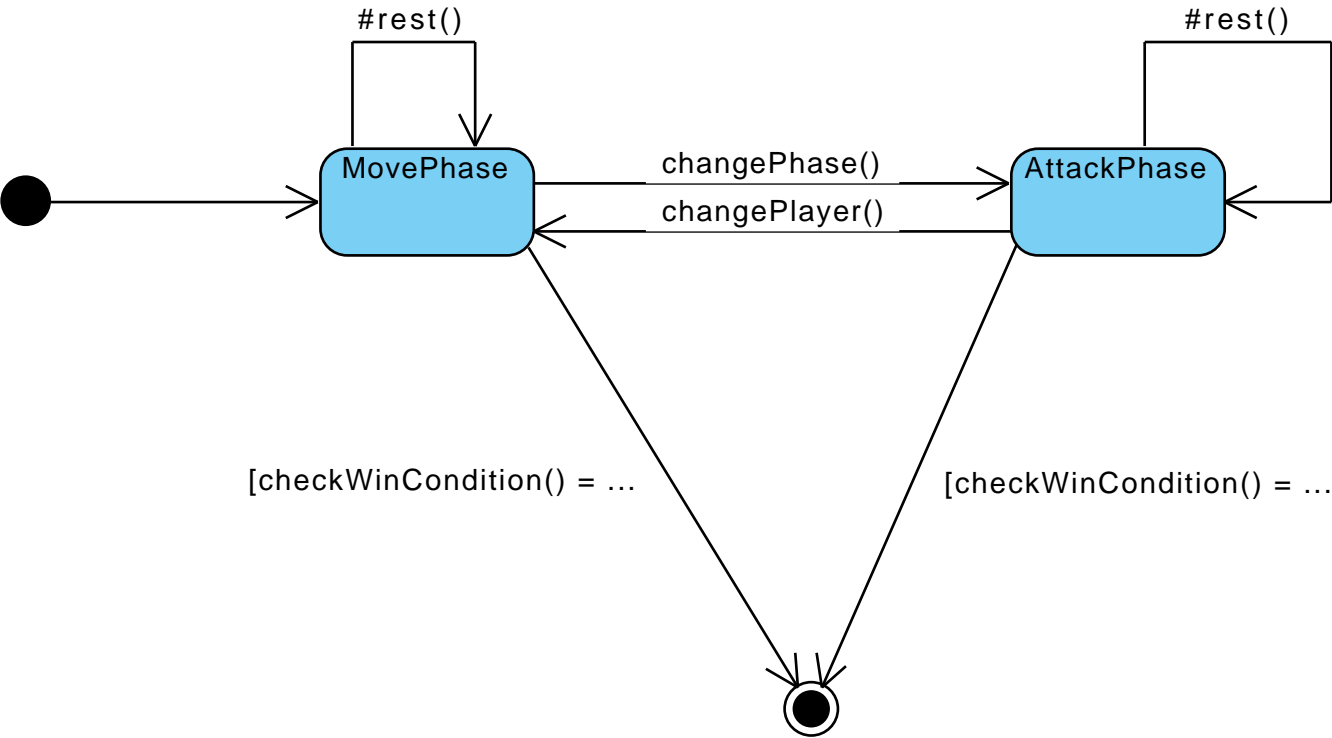 #rest()
#rest()
MovePhase
changePhase()
AttackPhase
changePlayer()
[checkWinCondition() = ...
[checkWinCondition() = ...